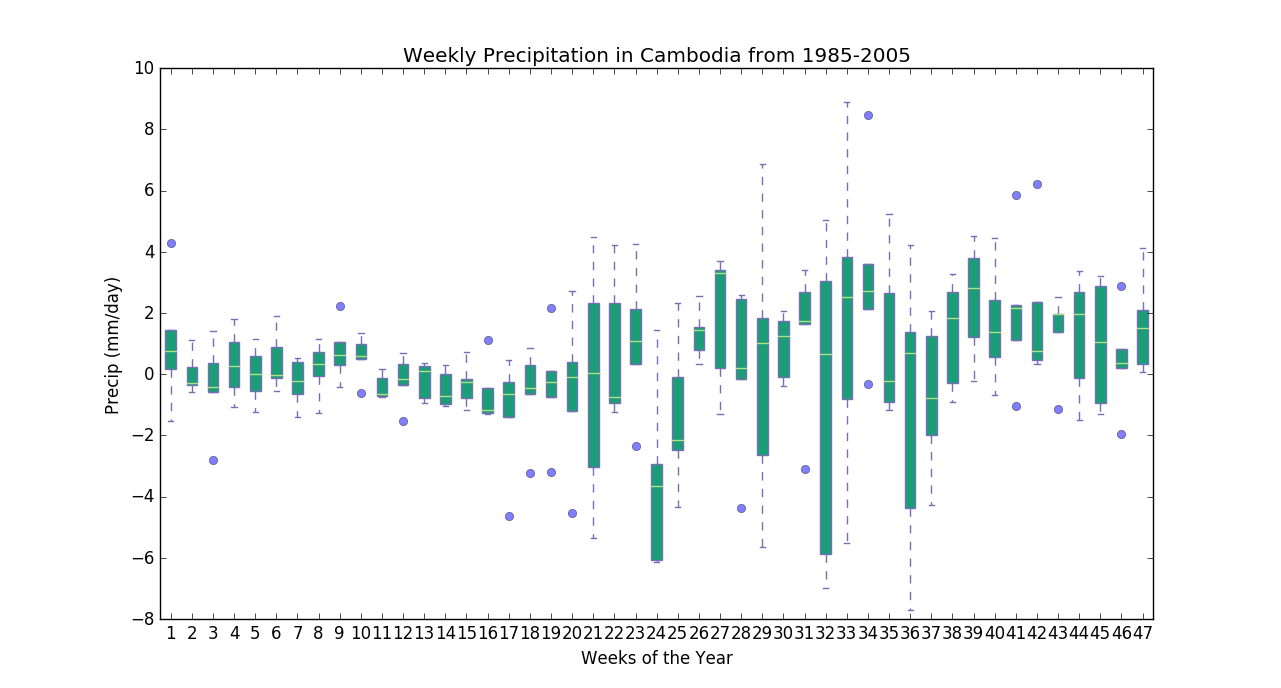 Weekly Precipitation in Cambodia from 1985-2005
Precip (mm/day)
10
8
6
4
2
0
−2
−4
−6
−8
1 2 3 4 5 6 7 8 9 10 11 12 13 14 15 16 17 18 19 20 21 22 23 24 25 26 27 28 29 30 31 32 33 34 35 36 37 38 39 40 41 42 43 44 45 46 47
Weeks of the Year